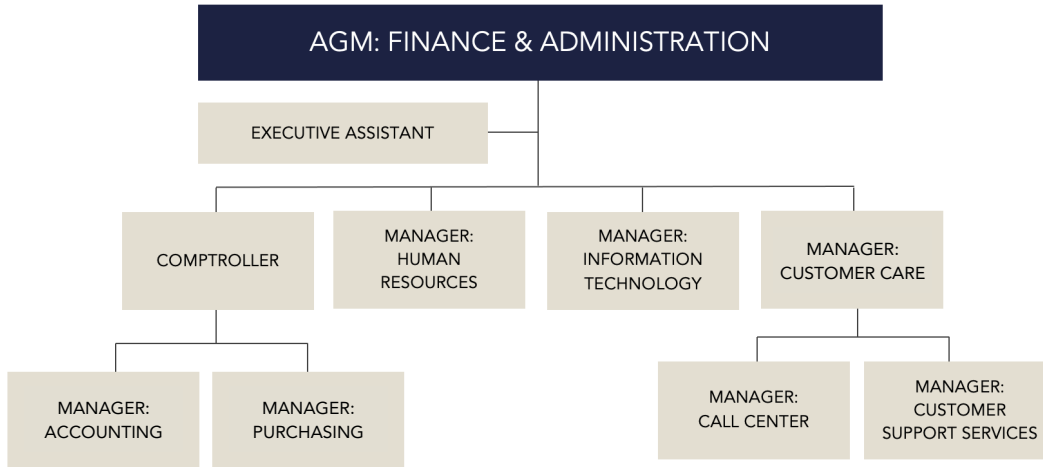 AGM: FINANCE & ADMINISTRATION
EXECUTIVE ASSISTANT
COMPTROLLER
MANAGER:
HUMAN
RESOURCES
MANAGER:
INFORMATION
TECHNOLOGY
MANAGER:
CUSTOMER CARE
MANAGER:
ACCOUNTING
MANAGER:
PURCHASING
MANAGER:
CALL CENTER
MANAGER:
CUSTOMER
SUPPORT SERVICES